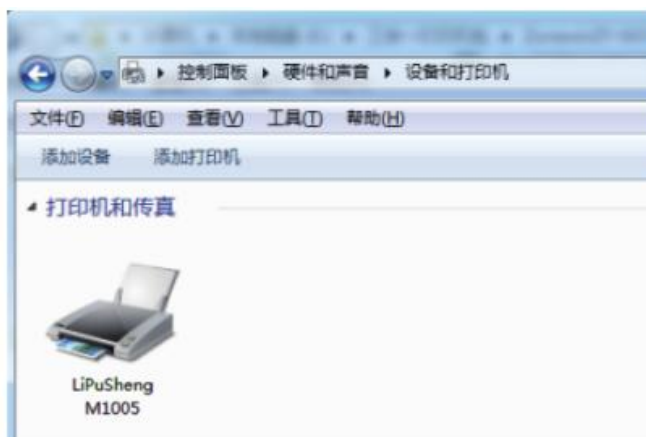 控制面板 ▸ 硬件和声音 ▸ 设备和打印机
文件(F) 编辑(E) 查看(V) 工具(T) 帮助(H)
添加设备 添加打印机
打印机和传真
LiPuSheng
M1005